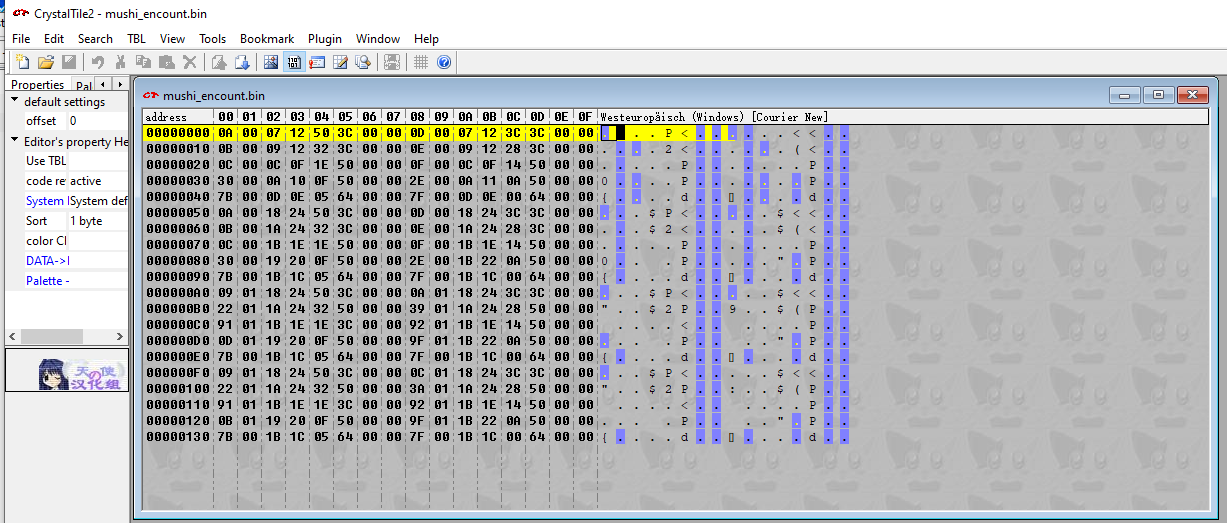 CrystalTile2 - mushi_encount.bin
File Edit Search TBL View Tools Bookmark Plugin Window Help
Properties Pal
default settings
offset 0
Editor's property He
Use TBL
code re active
System I System def
Sort 1 byte
color Cl
DATA->I
Palette -
天使
の
汉化组
mushi_encount.bin
address 00 01 02 03 04 05 06 07 08 09 0A 0B 0C 0D 0E 0F Westeuropäisch (Windows) [Courier New]
00000000 0A 00 07 12 50 3C 00 00 0D 00 07 12 3C 3C 00 00 ....P<......<<..
00000010 0B 00 09 12 32 3C 00 00 0E 00 09 12 28 3C 00 00 ....2<......(<..
00000020 0C 00 0C 0F 1E 50 00 00 0F 00 0C 0F 14 50 00 00 .....P.......P..
00000030 30 00 0A 10 0F 50 00 00 2E 00 0A 11 0A 50 00 00 0....P.......P..
00000040 7B 00 0D 0E 05 64 00 00 7F 00 0D 0E 00 64 00 00 {....d..▯....d..
00000050 0A 00 18 24 50 3C 00 00 0D 00 18 24 3C 3C 00 00 ...$P<.....$<<..
00000060 0B 00 1A 24 32 3C 00 00 0E 00 1A 24 28 3C 00 00 ...$2<.....$(<..
00000070 0C 00 1B 1E 1E 50 00 00 0F 00 1B 1E 14 50 00 00 .....P.......P..
00000080 30 00 19 20 0F 50 00 00 2E 00 1B 22 0A 50 00 00 0....P.....".P..
00000090 7B 00 1B 1C 05 64 00 00 7F 00 1B 1C 00 64 00 00 {....d..▯....d..
000000A0 09 01 18 24 50 3C 00 00 0A 01 18 24 3C 3C 00 00 ...$P<.....$<<..
000000B0 22 01 1A 24 32 50 00 00 39 01 1A 24 28 50 00 00 "..$2P..9..$(P..
000000C0 91 01 1B 1E 1E 3C 00 00 92 01 1B 1E 14 50 00 00 .....<.......P..
000000D0 0D 01 19 20 0F 50 00 00 9F 01 1B 22 0A 50 00 00 .....P.....".P..
000000E0 7B 00 1B 1C 05 64 00 00 7F 00 1B 1C 00 64 00 00 {....d..▯....d..
000000F0 09 01 18 24 50 3C 00 00 0C 01 18 24 3C 3C 00 00 ...$P<.....$<<..
00000100 22 01 1A 24 32 50 00 00 3A 01 1A 24 28 50 00 00 "..$2P..:..$(P..
00000110 91 01 1B 1E 1E 3C 00 00 92 01 1B 1E 14 50 00 00 .....<.......P..
00000120 0B 01 19 20 0F 50 00 00 9F 01 1B 22 0A 50 00 00 .....P.....".P..
00000130 7B 00 1B 1C 05 64 00 00 7F 00 1B 1C 00 64 00 00 {....d..▯....d..